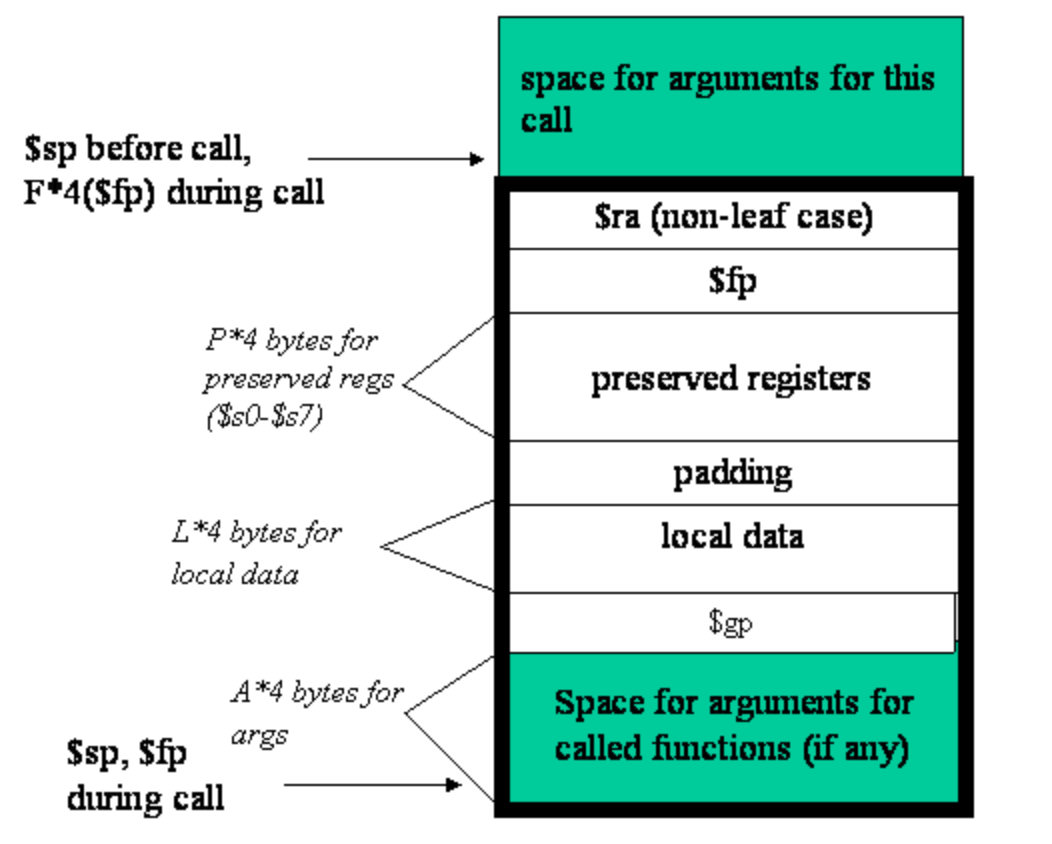 space for arguments for this
call
$sp before call,
F*4($fp) during call
$ra (non-leaf case)
$fp
P*4 bytes for
preserved regs
($s0-$s7)
preserved registers
padding
L*4 bytes for
local data
local data
$gp
A*4 bytes for
args
Space for arguments for
called functions (if any)
$sp, $fp
during call